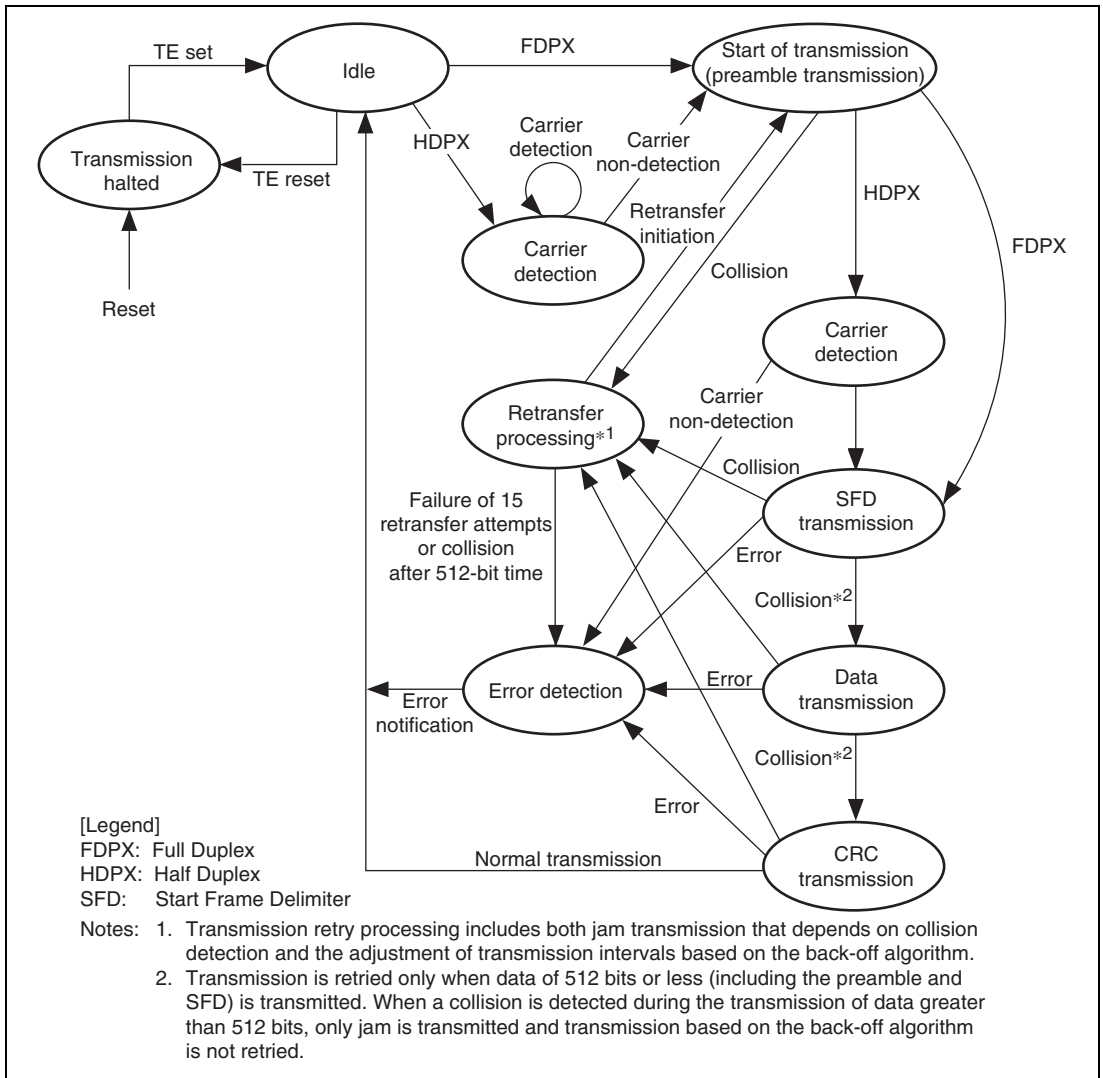 TE set
Idle
FDPX
Start of transmission
(preamble transmission)
Transmission
halted
TE reset
HDPX
Carrier
detection
Carrier
non-detection
HDPX
FDPX
Reset
Carrier
detection
Retransfer
initiation
Collision
Carrier
detection
Retransfer
processing*1
Carrier
non-detection
Collision
SFD
transmission
Failure of 15
retransfer attempts
or collision
after 512-bit time
Error
Collision*2
Error detection
Error
Data
transmission
Error
notification
Collision*2
Error
Normal transmission
CRC
transmission
[Legend]
FDPX: Full Duplex
HDPX: Half Duplex
SFD: Start Frame Delimiter
Notes: 1. Transmission retry processing includes both jam transmission that depends on collision
detection and the adjustment of transmission intervals based on the back-off algorithm.
2. Transmission is retried only when data of 512 bits or less (including the preamble and
SFD) is transmitted. When a collision is detected during the transmission of data greater
than 512 bits, only jam is transmitted and transmission based on the back-off algorithm
is not retried.